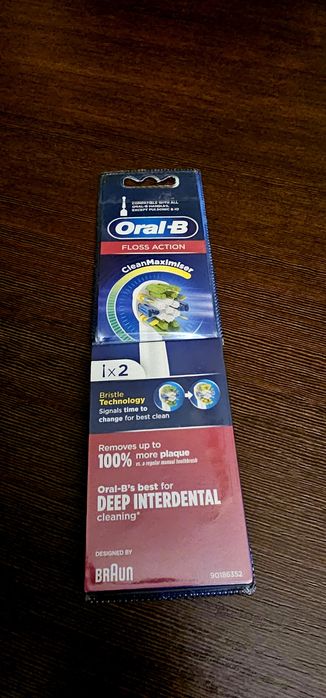 COMPATIBLE WITH ALL
ORAL-B HANDLES,
EXCEPT PULSONIC & iO
Oral-B
FLOSS ACTION
CleanMaximiser
i x 2
Bristle
Technology
Signals time to
change for best clean
Removes up to
100% more plaque
vs. a regular manual toothbrush
Oral-B's best for
DEEP INTERDENTAL
cleaning*
DESIGNED BY
BRAUN
90186352